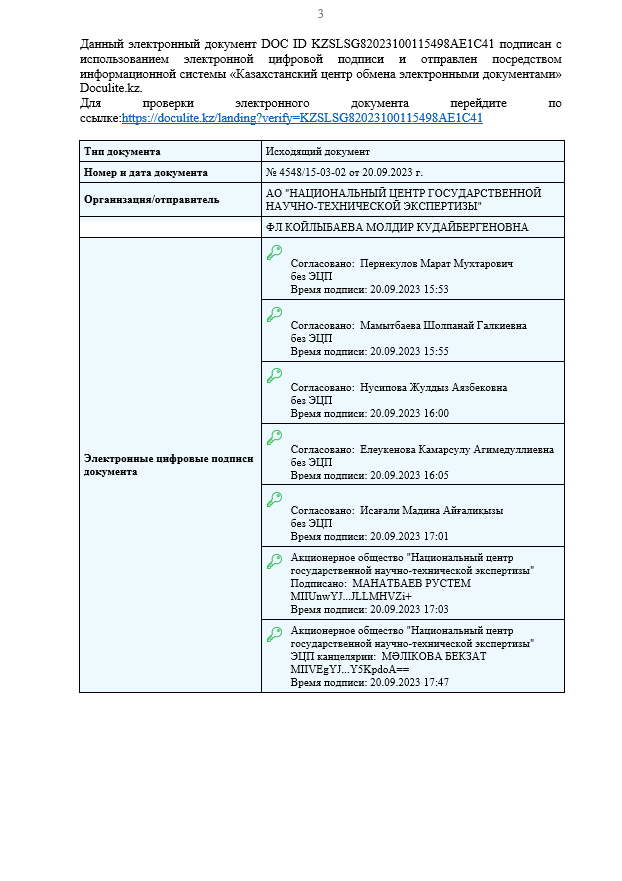 3
Данный электронный документ DOC ID KZSLSG82023100115498AE1C41 подписан с
использованием электронной цифровой подписи и отправлен посредством
информационной системы «Казахстанский центр обмена электронными документами»
Doculite.kz.
Для проверки электронного документа перейдите по
ссылке:https://doculite.kz/landing?verify=KZSLSG82023100115498AE1C41
Тип документа
Исходящий документ
Номер и дата документа
№ 4548/15-03-02 от 20.09.2023 г.
Организация/отправитель
АО "НАЦИОНАЛЬНЫЙ ЦЕНТР ГОСУДАРСТВЕННОЙ
НАУЧНО-ТЕХНИЧЕСКОЙ ЭКСПЕРТИЗЫ"
ФЛ КОЙЛЫБАЕВА МОЛДИР КУДАЙБЕРГЕНОВНА
Электронные цифровые подписи
документа
Согласовано: Пернекулов Марат Мухтарович
без ЭЦП
Время подписи: 20.09.2023 15:53
Согласовано: Мамытбаева Шолпанай Галкиевна
без ЭЦП
Время подписи: 20.09.2023 15:55
Согласовано: Нусипова Жулдыз Аязбековна
без ЭЦП
Время подписи: 20.09.2023 16:00
Согласовано: Елеукенова Камарсулу Агимедуллиевна
без ЭЦП
Время подписи: 20.09.2023 16:05
Согласовано: Исағали Мадина Айғалиқызы
без ЭЦП
Время подписи: 20.09.2023 17:01
Акционерное общество "Национальный центр
государственной научно-технической экспертизы"
Подписано: МАНАТБАЕВ РУСТЕМ
MIIUnwYJ...JLLMHVZi+
Время подписи: 20.09.2023 17:03
Акционерное общество "Национальный центр
государственной научно-технической экспертизы"
ЭЦП канцелярии: МӘЛІКОВА БЕКЗАТ
MIIVEgYJ...Y5KpdoA==
Время подписи: 20.09.2023 17:47